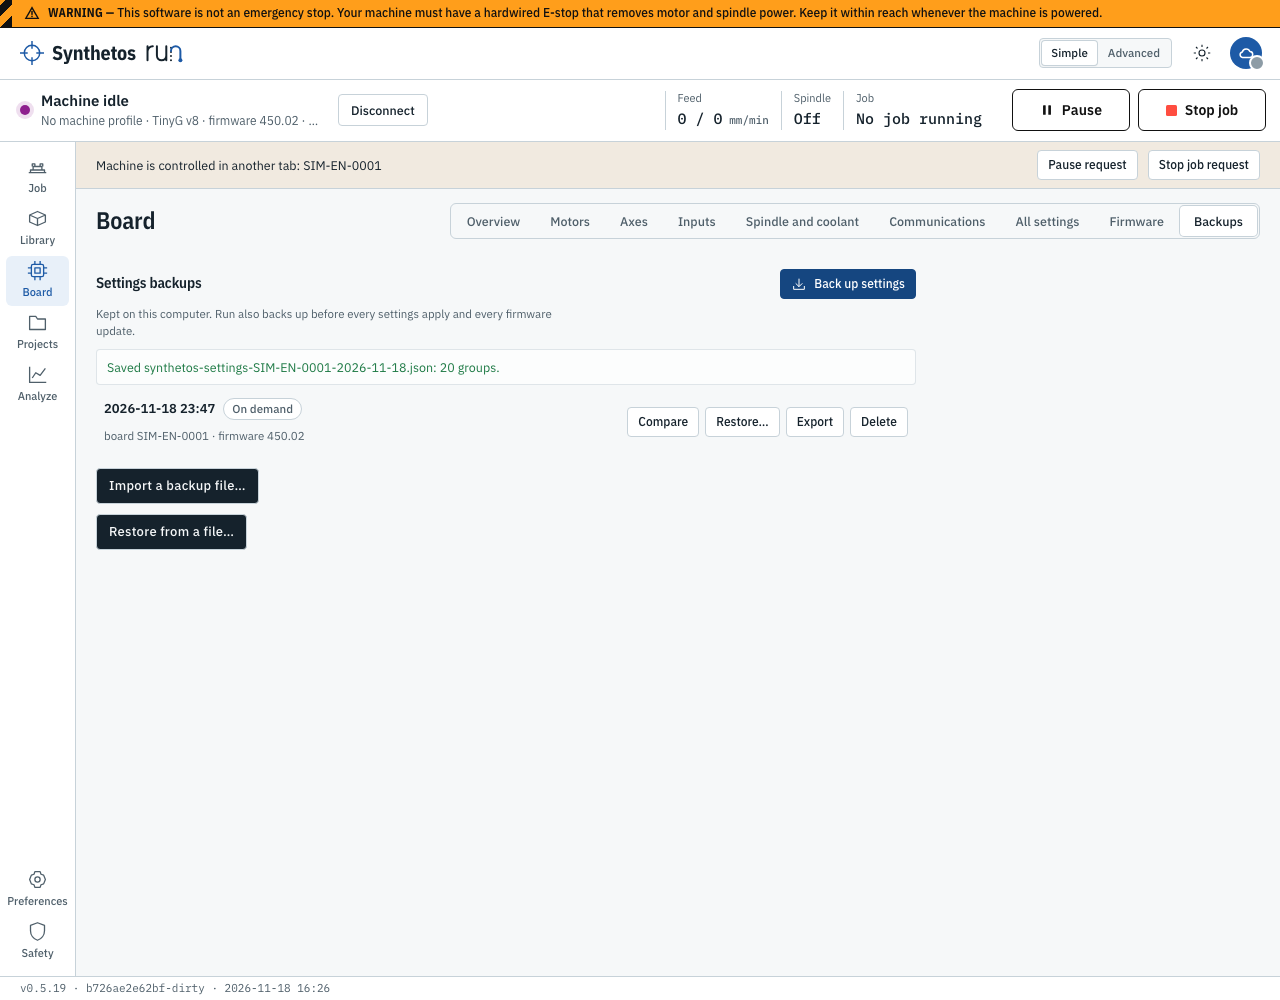 WARNING — This software is not an emergency stop. Your machine must have a hardwired E-stop that removes motor and spindle power. Keep it within reach whenever the machine is powered.
Synthetos run
Simple
Advanced
Machine idle
No machine profile · TinyG v8 · firmware 450.02 · ...
Disconnect
Feed
0 / 0 mm/min
Spindle
Off
Job
No job running
Pause
Stop job
Machine is controlled in another tab: SIM-EN-0001
Pause request
Stop job request
Job
Library
Board
Projects
Analyze
Preferences
Safety
Board
Overview
Motors
Axes
Inputs
Spindle and coolant
Communications
All settings
Firmware
Backups
Settings backups
Back up settings
Kept on this computer. Run also backs up before every settings apply and every firmware
update.
Saved synthetos-settings-SIM-EN-0001-2026-11-18.json: 20 groups.
2026-11-18 23:47
On demand
board SIM-EN-0001 · firmware 450.02
Compare
Restore...
Export
Delete
Import a backup file...
Restore from a file...
v0.5.19 · b726ae2e62bf-dirty · 2026-11-18 16:26